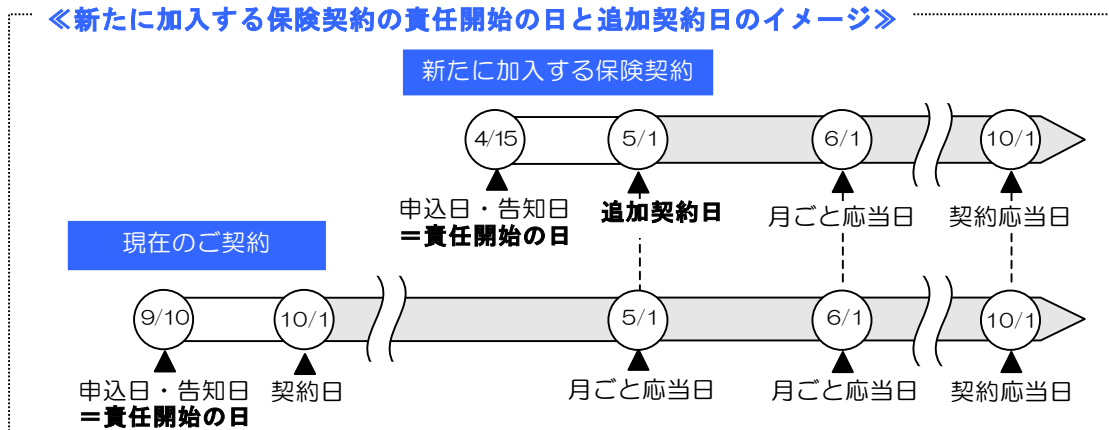 ≪新たに加入する保険契約の責任開始の日と追加契約日のイメージ≫
新たに加入する保険契約
4/15
5/1
6/1
10/1
申込日・告知日
＝責任開始の日
追加契約日
月ごと応当日
契約応当日
現在のご契約
9/10
10/1
5/1
6/1
10/1
申込日・告知日
＝責任開始の日
契約日
月ごと応当日
月ごと応当日
契約応当日